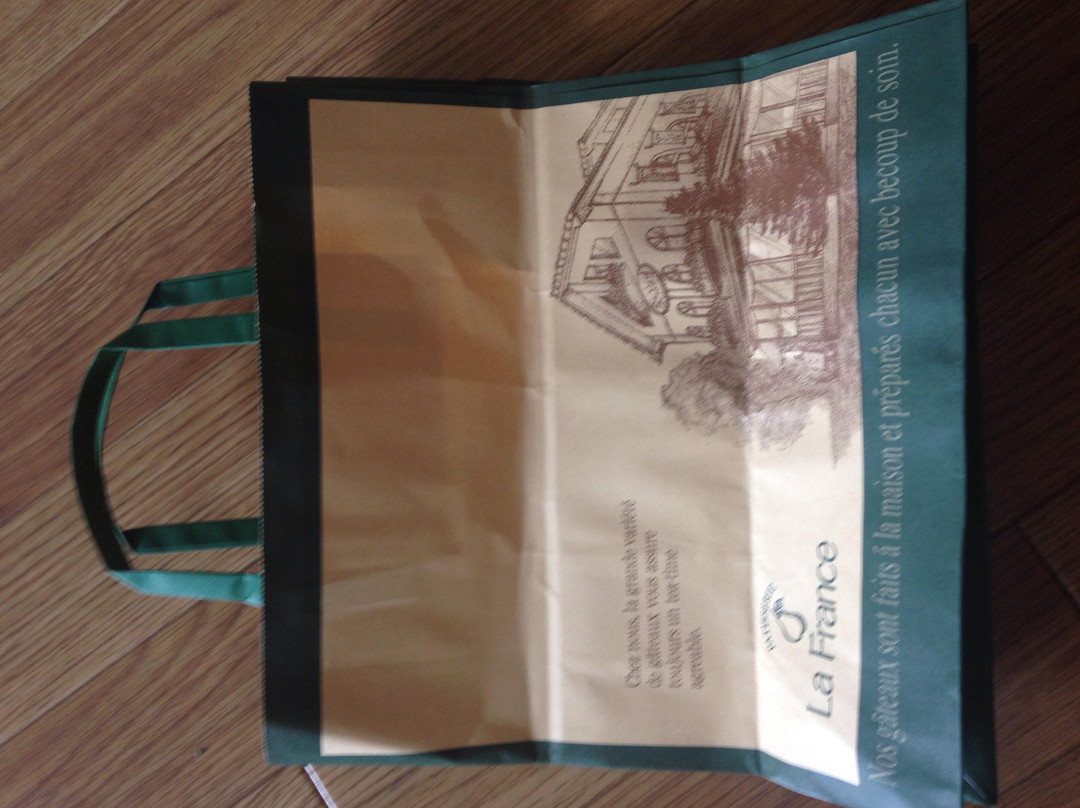 Chez nous, la grande variété
de gâteaux vous assure
toujours un tea-time
agréable.
La France
Nos gâteaux sont faits á la maison et préparés chacun avec becoup de soin.